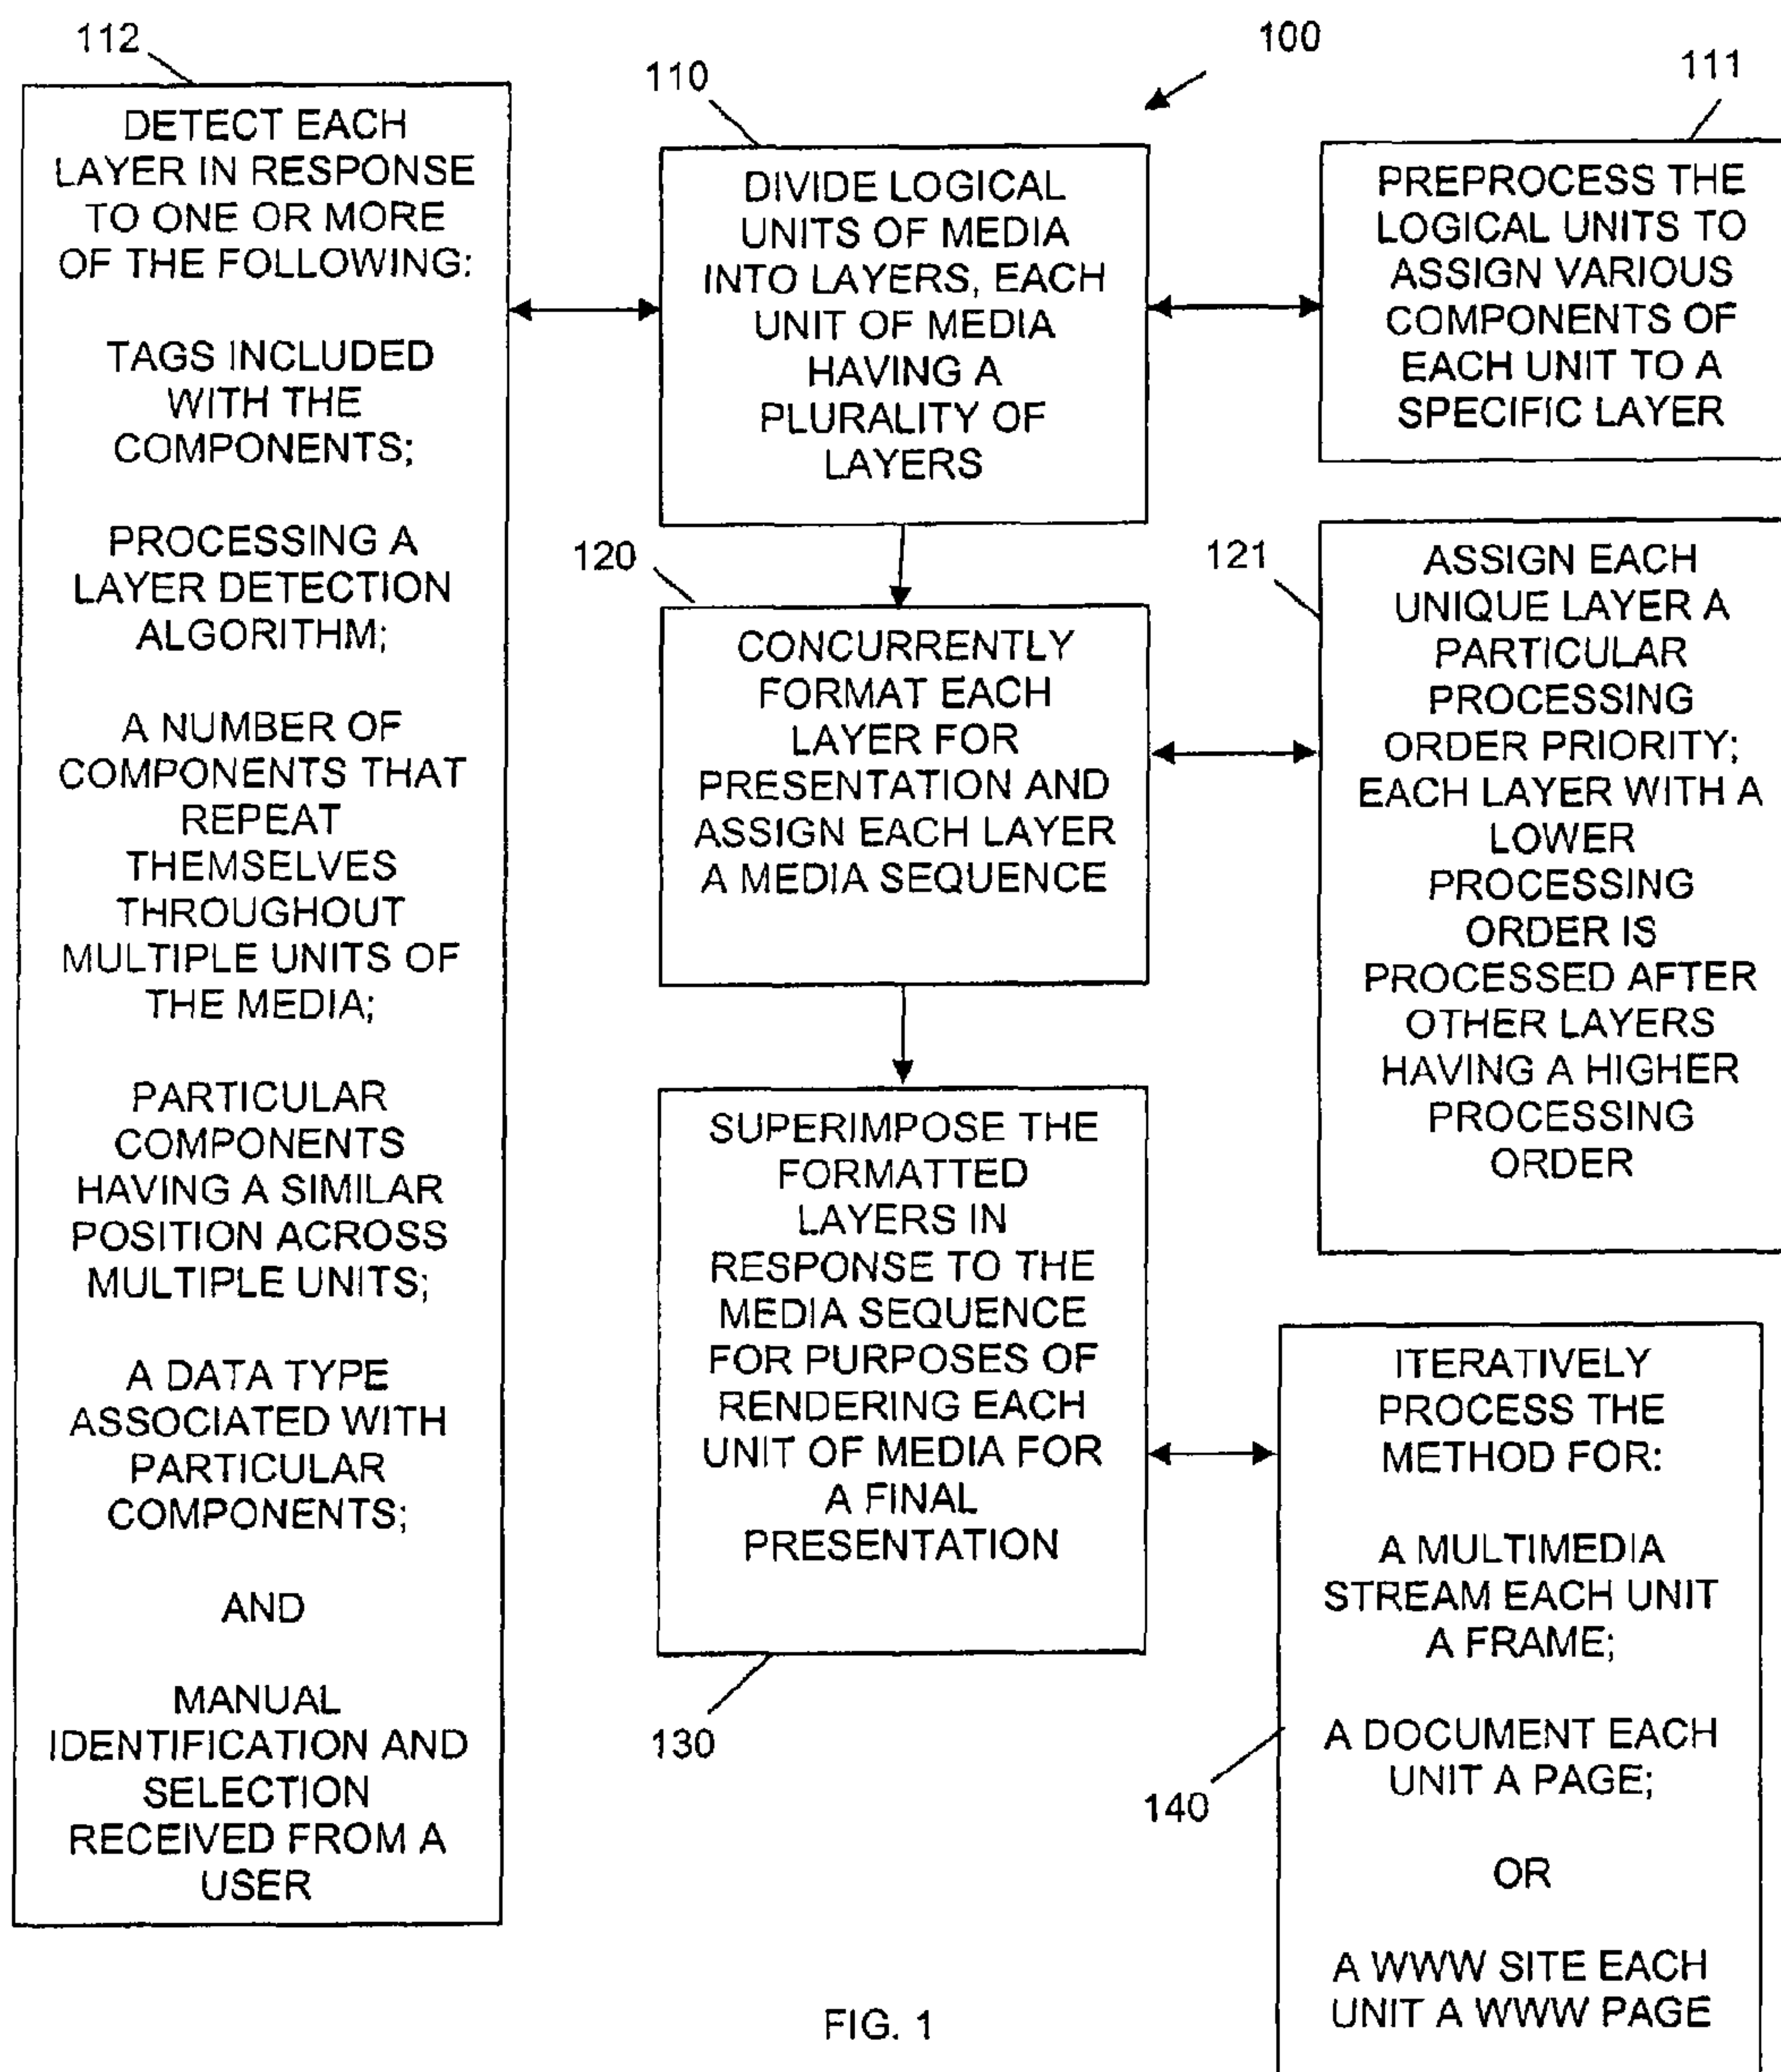 112
DETECT EACH
LAYER IN RESPONSE
TO ONE OR MORE
OF THE FOLLOWING:
TAGS INCLUDED
WITH THE
COMPONENTS;
PROCESSING A
LAYER DETECTION
ALGORITHM;
A NUMBER OF
COMPONENTS THAT
REPEAT
THEMSELVES
THROUGHOUT
MULTIPLE UNITS OF
THE MEDIA;
PARTICULAR
COMPONENTS
HAVING A SIMILAR
POSITION ACROSS
MULTIPLE UNITS;
A DATA TYPE
ASSOCIATED WITH
PARTICULAR
COMPONENTS;
AND
MANUAL
IDENTIFICATION AND
SELECTION
RECEIVED FROM A
USER
100
110
DIVIDE LOGICAL
UNITS OF MEDIA
INTO LAYERS, EACH
UNIT OF MEDIA
HAVING A
PLURALITY OF
LAYERS
111
PREPROCESS THE
LOGICAL UNITS TO
ASSIGN VARIOUS
COMPONENTS OF
EACH UNIT TO A
SPECIFIC LAYER
120
CONCURRENTLY
FORMAT EACH
LAYER FOR
PRESENTATION AND
ASSIGN EACH LAYER
A MEDIA SEQUENCE
121
ASSIGN EACH
UNIQUE LAYER A
PARTICULAR
PROCESSING
ORDER PRIORITY;
EACH LAYER WITH A
LOWER
PROCESSING
ORDER IS
PROCESSED AFTER
OTHER LAYERS
HAVING A HIGHER
PROCESSING
ORDER
SUPERIMPOSE THE
FORMATTED
LAYERS IN
RESPONSE TO THE
MEDIA SEQUENCE
FOR PURPOSES OF
RENDERING EACH
UNIT OF MEDIA FOR
A FINAL
PRESENTATION
130
ITERATIVELY
PROCESS THE
METHOD FOR:
A MULTIMEDIA
STREAM EACH UNIT
A FRAME;
A DOCUMENT EACH
UNIT A PAGE;
OR
A WWW SITE EACH
UNIT A WWW PAGE
140
FIG. 1